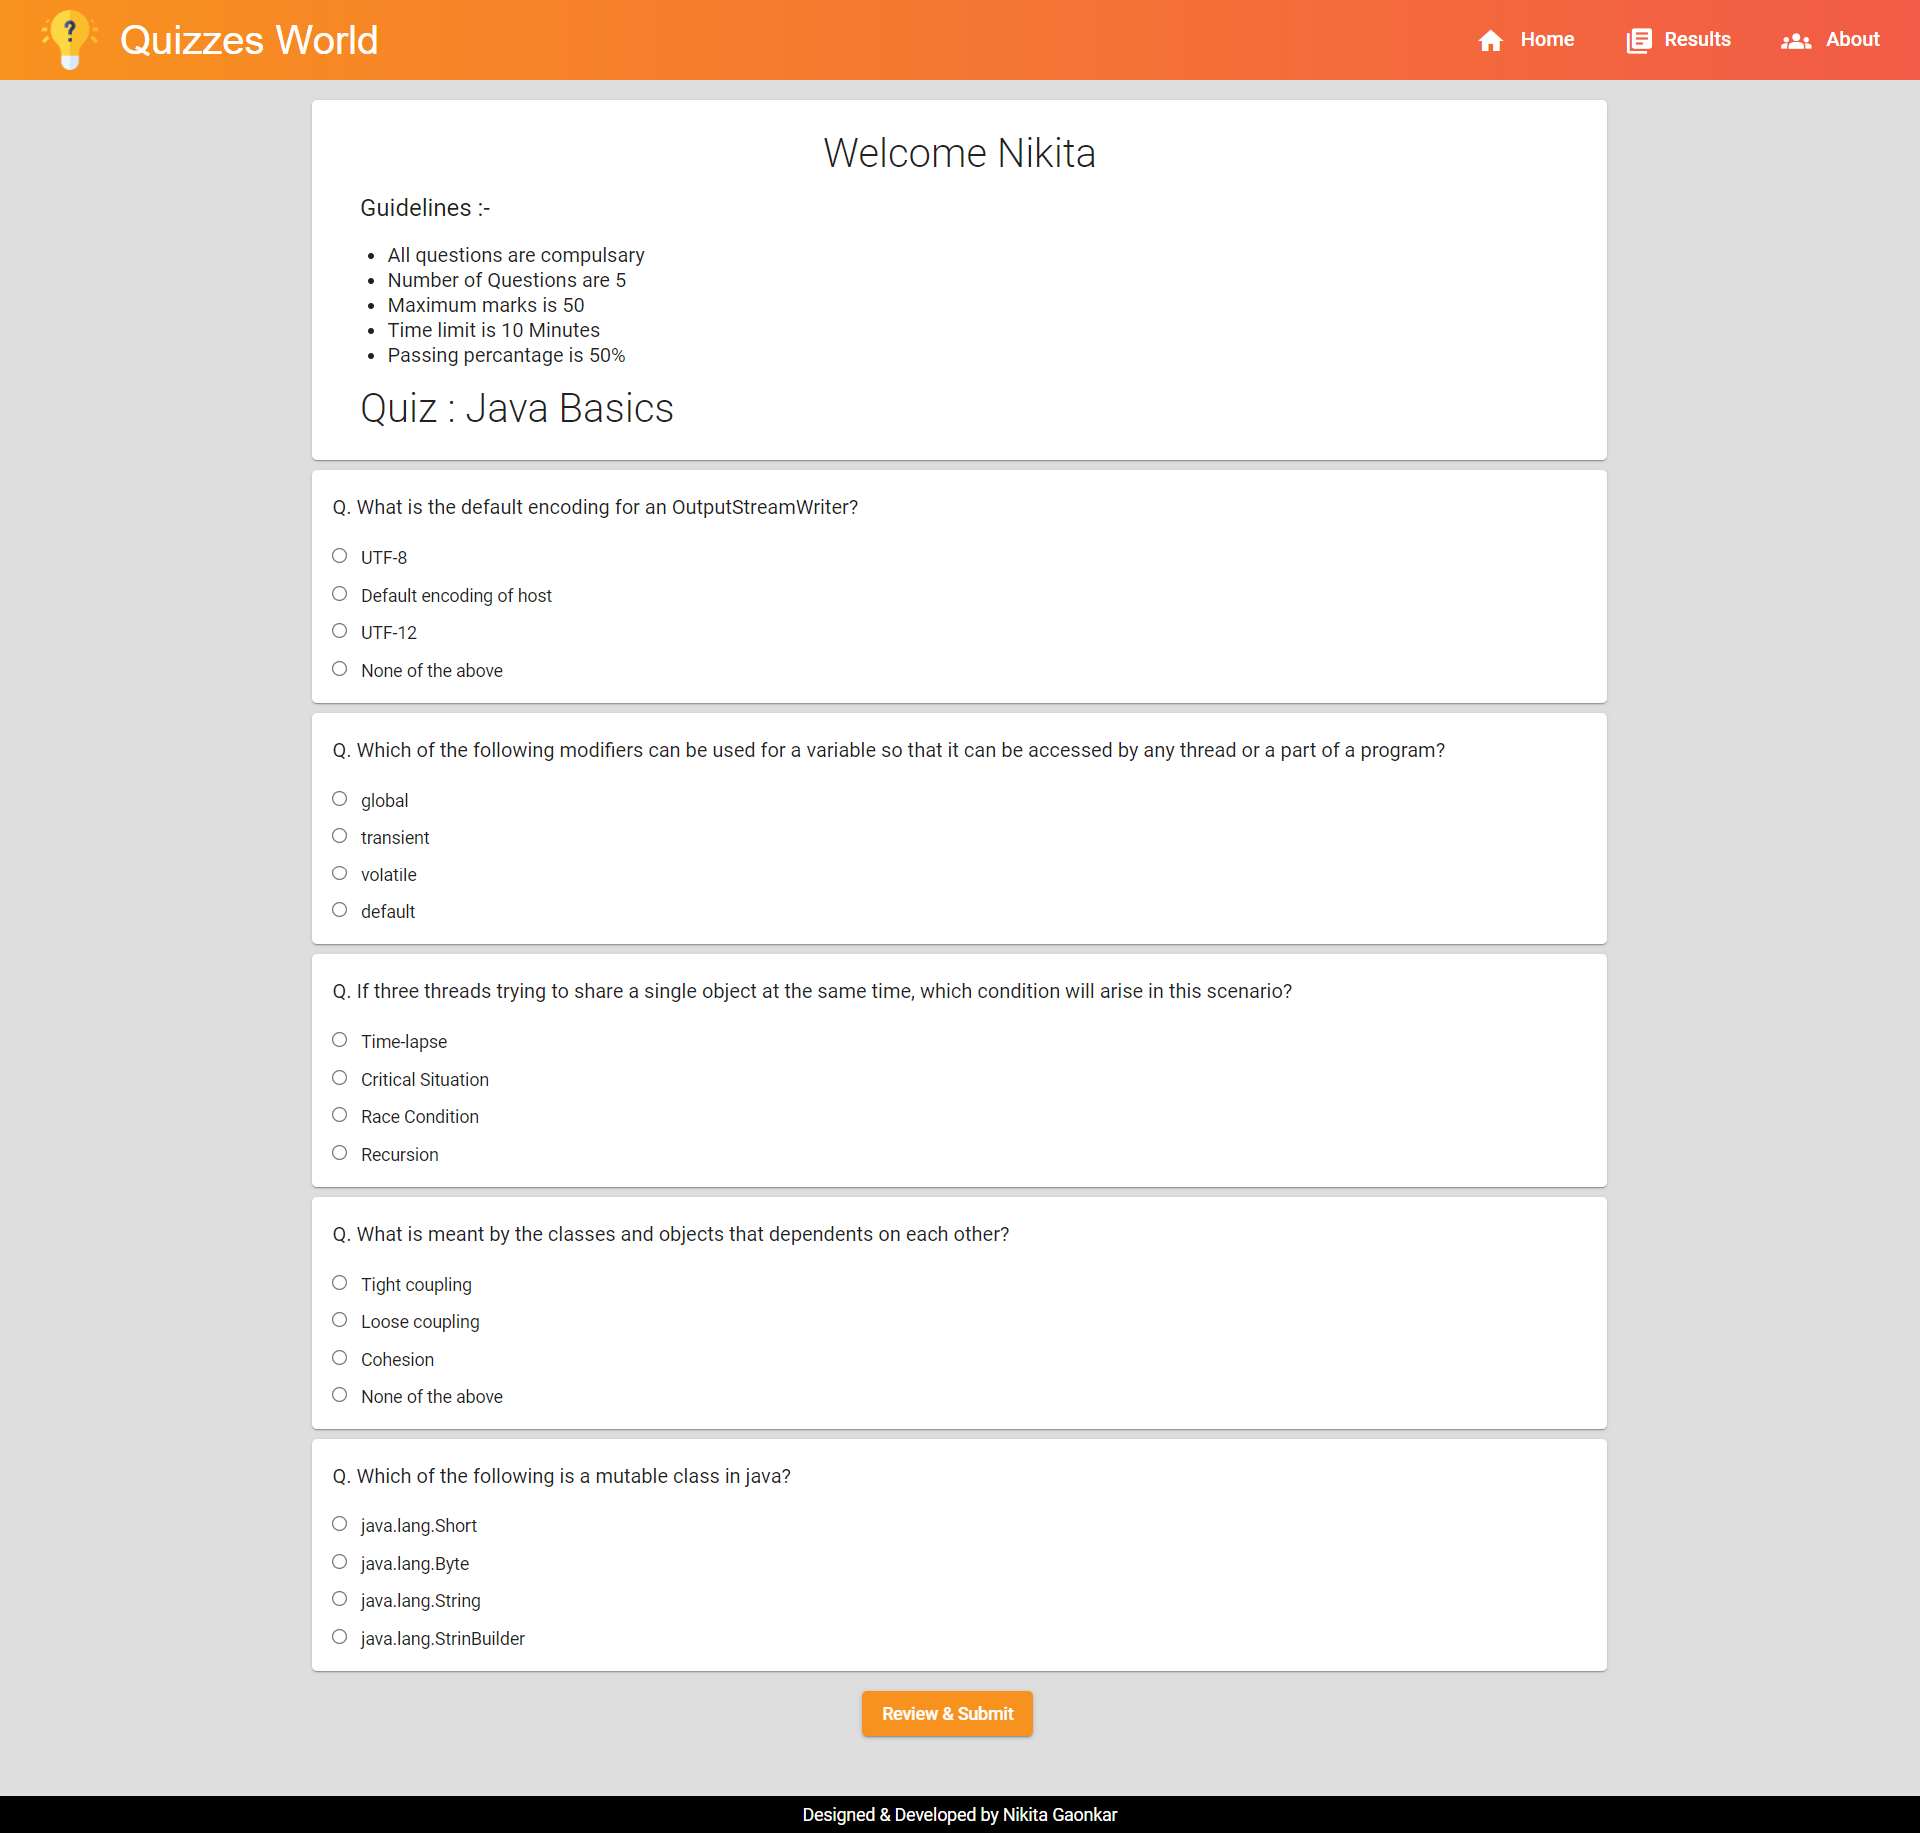 ?
Quizzes World
Home
Results
About
Welcome Nikita
Guidelines :-
All questions are compulsary
Number of Questions are 5
Maximum marks is 50
Time limit is 10 Minutes
Passing percantage is 50%
Quiz : Java Basics
Q. What is the default encoding for an OutputStreamWriter?
UTF-8
Default encoding of host
UTF-12
None of the above
Q. Which of the following modifiers can be used for a variable so that it can be accessed by any thread or a part of a program?
global
transient
volatile
default
Q. If three threads trying to share a single object at the same time, which condition will arise in this scenario?
Time-lapse
Critical Situation
Race Condition
Recursion
Q. What is meant by the classes and objects that dependents on each other?
Tight coupling
Loose coupling
Cohesion
None of the above
Q. Which of the following is a mutable class in java?
java.lang.Short
java.lang.Byte
java.lang.String
java.lang.StrinBuilder
Review & Submit
Designed & Developed by Nikita Gaonkar